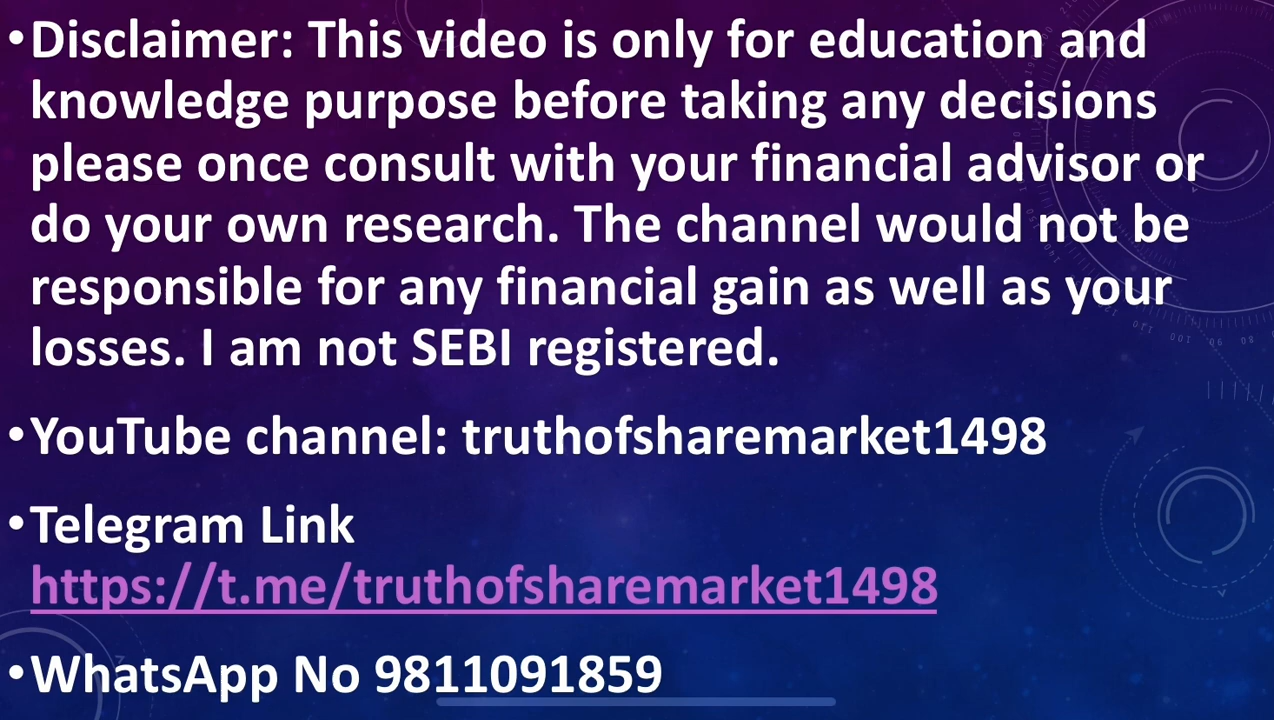 •Disclaimer: This video is only for education and
knowledge purpose before taking any decisions
please once consult with your financial advisor or
do your own research. The channel would not be
responsible for any financial gain as well as your
losses. I am not SEBI registered.
•YouTube channel: truthofsharemarket1498
•Telegram Link
https://t.me/truthofsharemarket1498
•WhatsApp No 9811091859